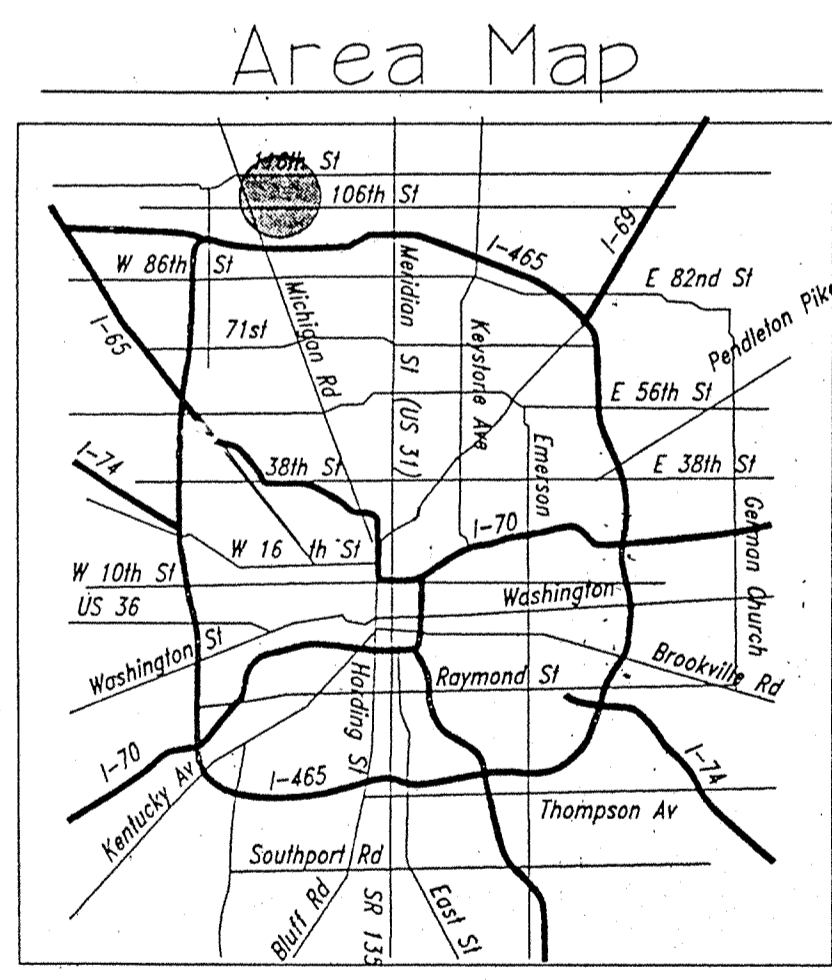 Area Map
116th St
106th St
I-69
I-465
W 86th St
E 82nd St
Meridian St (US 31)
Michigan Rd
I-65
71st
Keystone Ave
Pendleton Pike
E 56th St
Emerson
I-74
38th St
E 38th St
I-70
German Church
W 16 th St
W 10th St
US 36
Washington
Washington St
Raymond St
Brookville Rd
Harding St
I-70
I-465
I-74
Kentucky Av
Thompson Av
Southport Rd
Bluff Rd
SR 135
East St